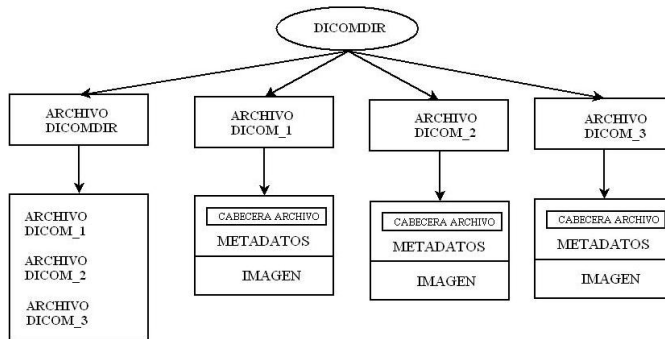 DICOMDIR
ARCHIVO
DICOMDIR
ARCHIVO
DICOM_1
ARCHIVO
DICOM_2
ARCHIVO
DICOM_3
ARCHIVO
DICOM_1
ARCHIVO
DICOM_2
ARCHIVO
DICOM_3
CABECERA ARCHIVO
METADATOS
IMAGEN
CABECERA ARCHIVO
METADATOS
IMAGEN
CABECERA ARCHIVO
METADATOS
IMAGEN